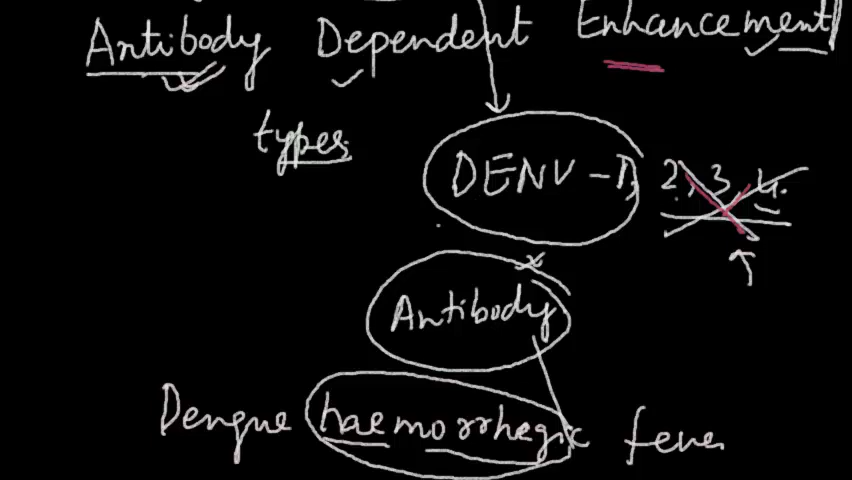 Antibody Dependent Enhancement
types
DENV-1, 2, 3, 4.
Antibody
Dengue haemorrhagic fever